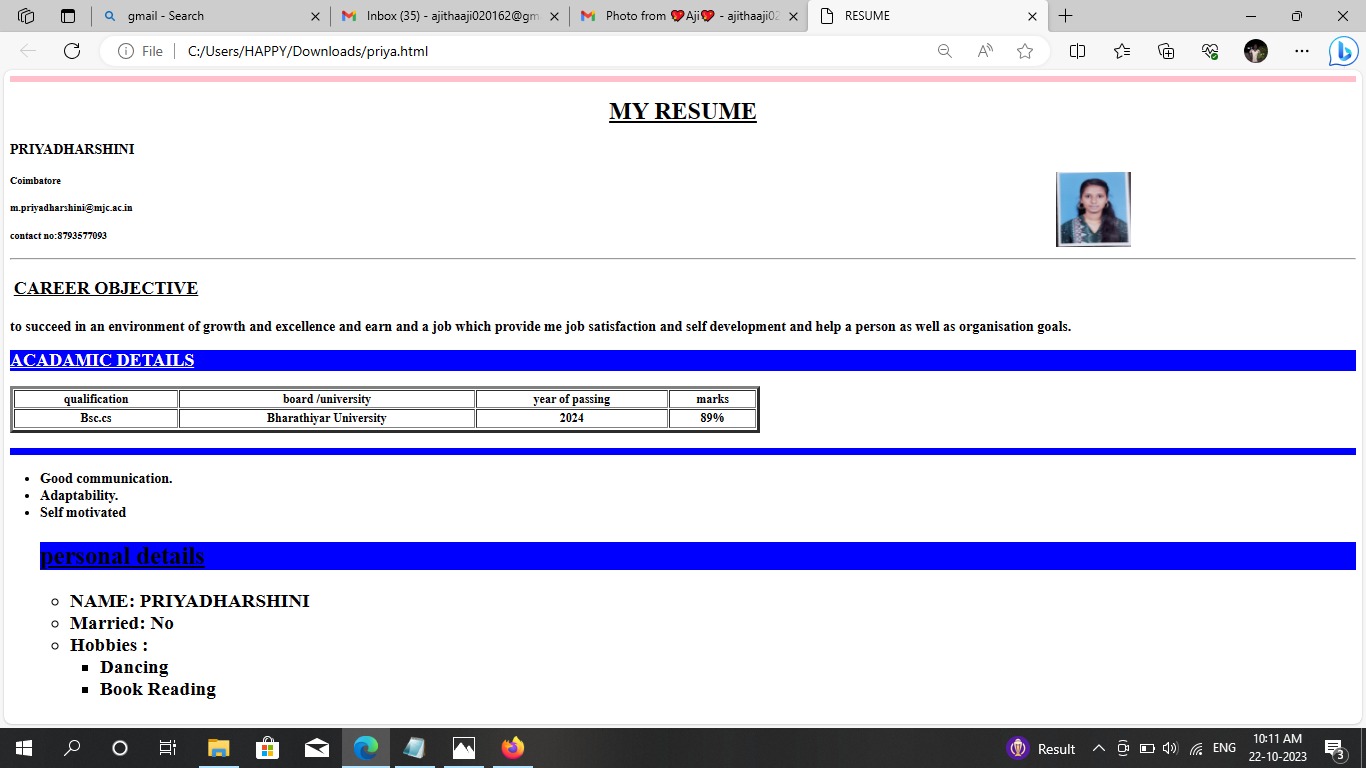 gmail - Search
Inbox (35) - ajithaaji020162@gm
Photo from ❤Aji❤ - ajithaaji02
RESUME
File
C:/Users/HAPPY/Downloads/priya.html
MY RESUME
PRIYADHARSHINI
Coimbatore
m.priyadharshini@mjc.ac.in
contact no:8793577093
CAREER OBJECTIVE
to succeed in an environment of growth and excellence and earn and a job which provide me job satisfaction and self development and help a person as well as organisation goals.
ACADAMIC DETAILS
qualification board /university year of passing marks
Bsc.cs Bharathiyar University 2024 89%
Good communication.
Adaptability.
Self motivated
personal details
NAME: PRIYADHARSHINI
Married: No
Hobbies :
Dancing
Book Reading
Result
ENG
10:11 AM
22-10-2023
3